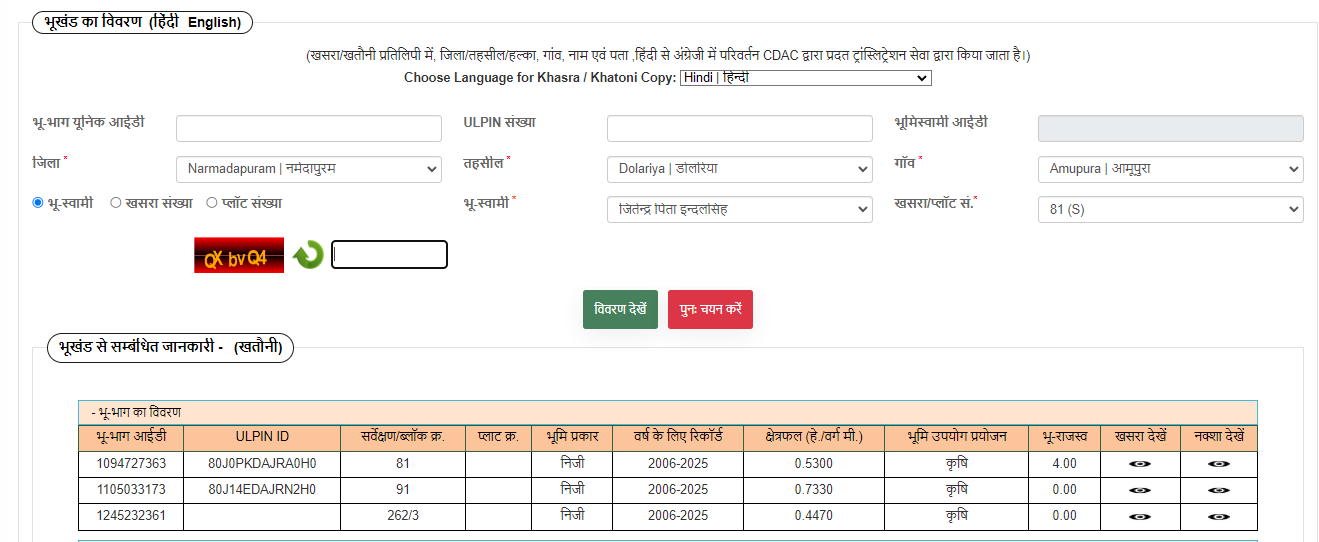 भूखंड का विवरण (हिंदी English)
(खसरा/खतौनी प्रतिलिपी में, जिला/तहसील/हल्का, गांव, नाम एवं पता ,हिंदी से अंग्रेजी में परिवर्तन CDAC द्वारा प्रदत ट्रांस्लिट्रेशन सेवा द्वारा किया जाता है।)
Choose Language for Khasra / Khatoni Copy: Hindi | हिन्दी
भू-भाग यूनिक आईडी ULPIN संख्या भूमिस्वामी आईडी
जिला * Narmadapuram | नर्मदापुरम तहसील * Dolariya | डोलरिया गाँव * Amupura | आमूपुरा
भू-स्वामी खसरा संख्या प्लॉट संख्या भू-स्वामी * जितेन्द्र पिता इन्दलसिंह खसरा/प्लॉट सं.* 81 (S)
QX bv Q4
विवरण देखें पुनः चयन करें
भूखंड से सम्बंधित जानकारी - (खतौनी)
- भू-भाग का विवरण
भू-भाग आईडी ULPIN ID सर्वेक्षण/ब्लॉक क्र. प्लाट क्र. भूमि प्रकार वर्ष के लिए रिकॉर्ड क्षेत्रफल (हे./वर्ग मी.) भूमि उपयोग प्रयोजन भू-राजस्व खसरा देखें नक्शा देखें
1094727363 80J0PKDAJRA0H0 81 निजी 2006-2025 0.5300 कृषि 4.00
1105033173 80J14EDAJRN2H0 91 निजी 2006-2025 0.7330 कृषि 0.00
1245232361 262/3 निजी 2006-2025 0.4470 कृषि 0.00